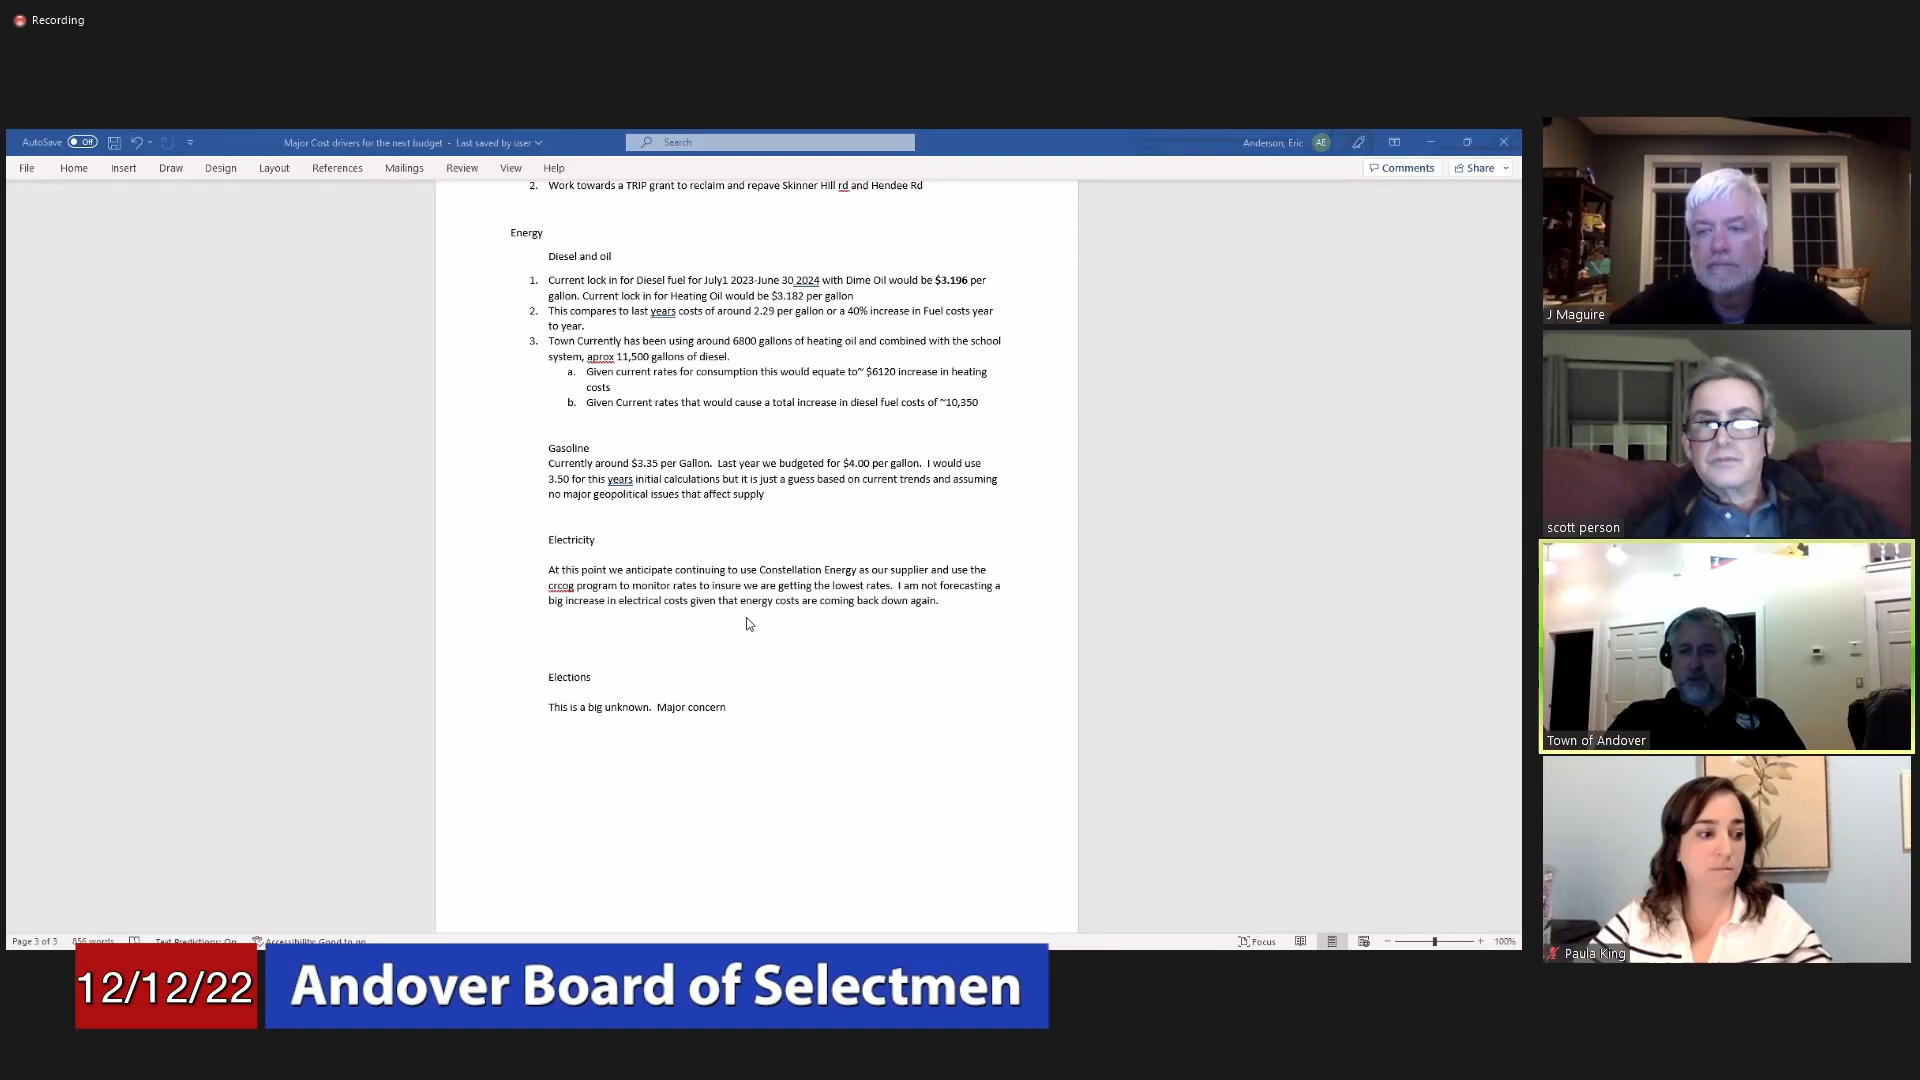 Recording
AutoSave Off
Major Cost drivers for the next budget - Last saved by user
Search
Anderson, Eric AE
File Home Insert Draw Design Layout References Mailings Review View Help
Comments Share
2. Work towards a TRIP grant to reclaim and repave Skinner Hill rd and Hendee Rd
Energy
Diesel and oil
1. Current lock in for Diesel fuel for July1 2023-June 30 2024 with Dime Oil would be $3.196 per
gallon. Current lock in for Heating Oil would be $3.182 per gallon
2. This compares to last years costs of around 2.29 per gallon or a 40% increase in Fuel costs year
to year.
3. Town Currently has been using around 6800 gallons of heating oil and combined with the school
system, aprox 11,500 gallons of diesel.
a. Given current rates for consumption this would equate to~ $6120 increase in heating
costs
b. Given Current rates that would cause a total increase in diesel fuel costs of ~10,350
Gasoline
Currently around $3.35 per Gallon. Last year we budgeted for $4.00 per gallon. I would use
3.50 for this years initial calculations but it is just a guess based on current trends and assuming
no major geopolitical issues that affect supply
Electricity
At this point we anticipate continuing to use Constellation Energy as our supplier and use the
crcog program to monitor rates to insure we are getting the lowest rates. I am not forecasting a
big increase in electrical costs given that energy costs are coming back down again.
Elections
This is a big unknown. Major concern
Page 3 of 3 856 words Text Predictions: On Accessibility: Good to go
Focus 100%
J Maguire
scott person
Town of Andover
Paula King
12/12/22
Andover Board of Selectmen